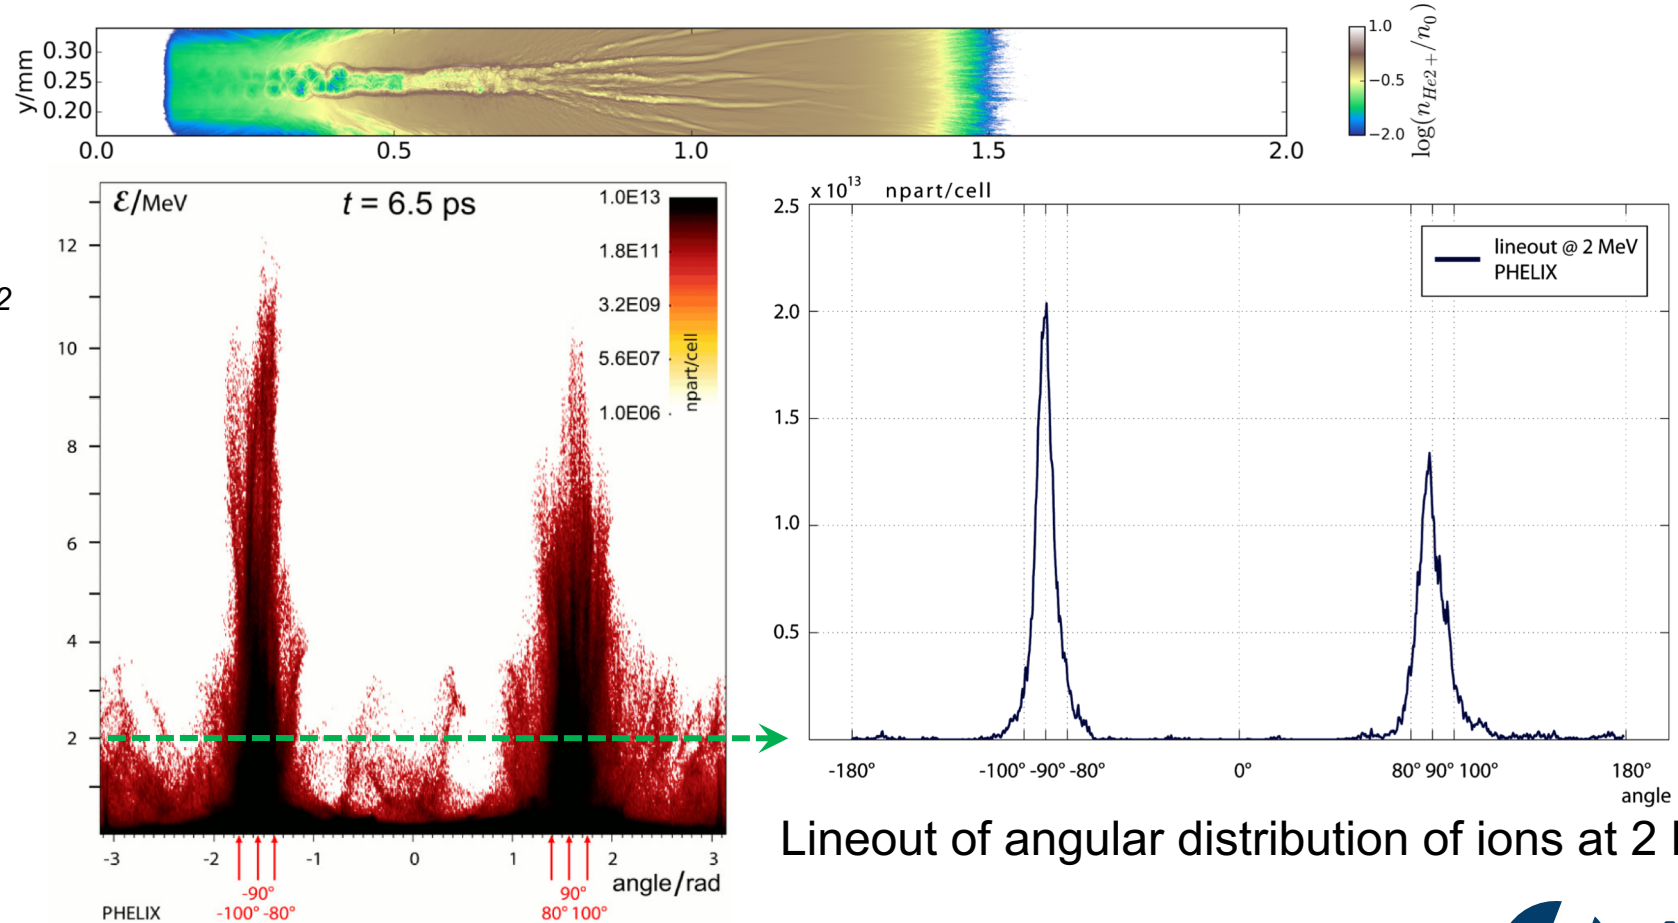 y/mm
0.30
0.25
0.20
0.0 0.5 1.0 1.5 2.0
1.0
−0.5
−2.0
log(n_{He2+}/n_0)
2
ℰ/MeV
t = 6.5 ps
12
10
8
6
4
2
1.0E13
1.8E11
3.2E09
5.6E07
1.0E06
npart/cell
-3 -2 -1 0 1 2 3
angle/rad
-90° 90°
PHELIX -100° -80° 80° 100°
x 10¹³ npart/cell
2.5
2.0
1.5
1.0
0.5
lineout @ 2 MeV
PHELIX
-180° -100° -90° -80° 0° 80° 90° 100° 180°
angle
Lineout of angular distribution of ions at 2